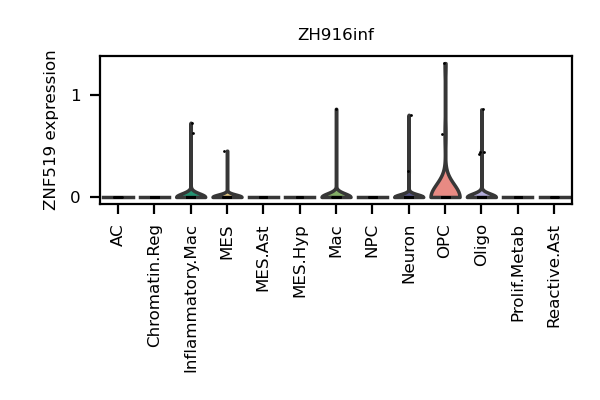 ZH916inf
ZNF519 expression
1
0
AC
Chromatin.Reg
Inflammatory.Mac
MES
MES.Ast
MES.Hyp
Mac
NPC
Neuron
OPC
Oligo
Prolif.Metab
Reactive.Ast